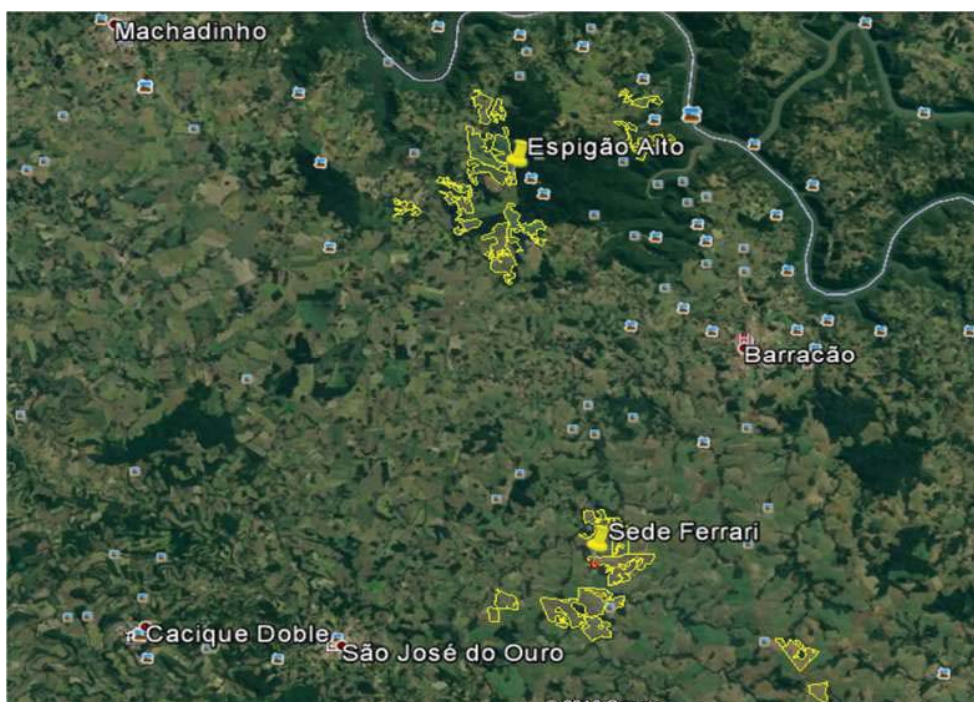 Machadinho
Espigão Alto
Barracão
Sede Ferrari
Cacique Doble
São José do Ouro